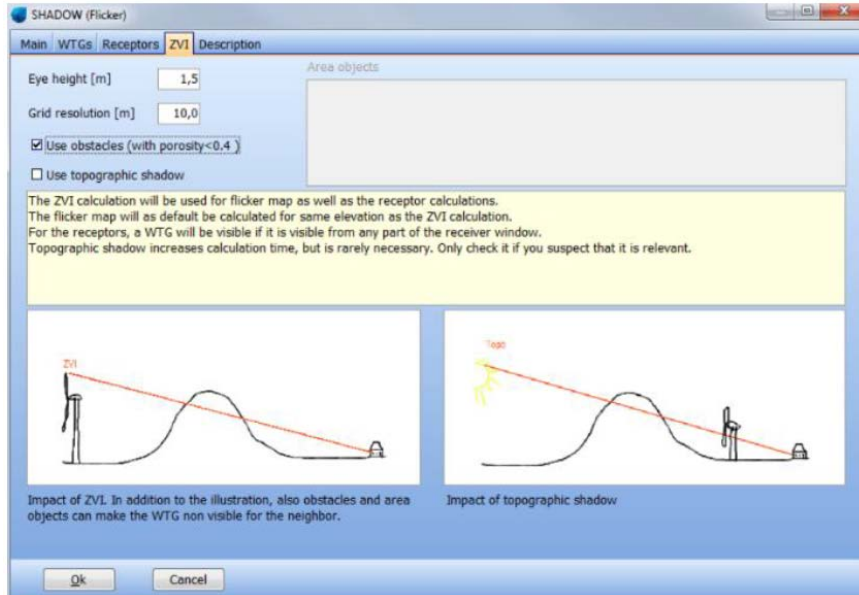 SHADOW (Flicker)
Main WTGs Receptors ZVI Description
Eye height [m] 1,5
Area objects
Grid resolution [m] 10,0
Use obstacles (with porosity<0.4 )
Use topographic shadow
The ZVI calculation will be used for flicker map as well as the receptor calculations.
The flicker map will as default be calculated for same elevation as the ZVI calculation.
For the receptors, a WTG will be visible if it is visible from any part of the receiver window.
Topographic shadow increases calculation time, but is rarely necessary. Only check it if you suspect that it is relevant.
ZVI
Topo
Impact of ZVI. In addition to the illustration, also obstacles and area
objects can make the WTG non visible for the neighbor.
Impact of topographic shadow
Ok Cancel